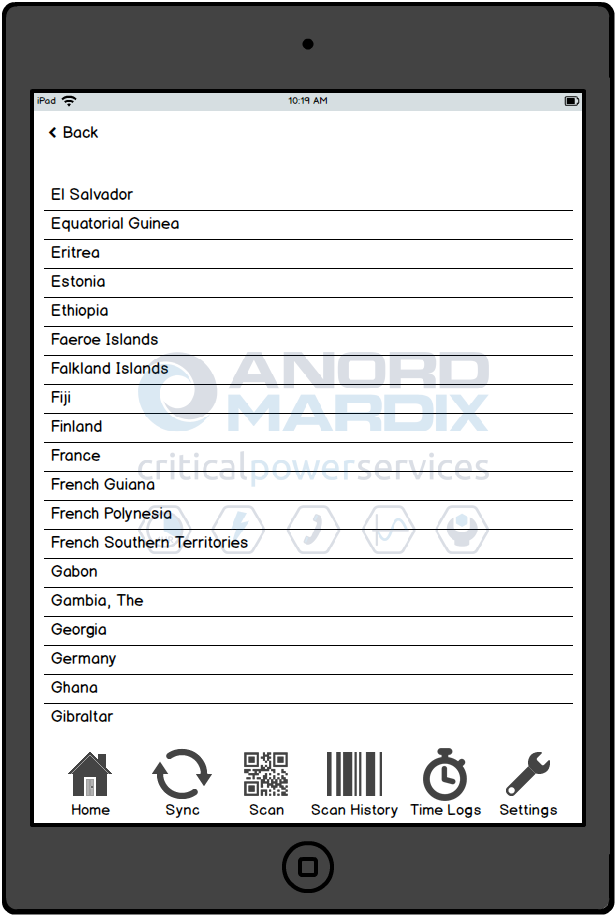 iPad
10:19 AM
Back
El Salvador
Equatorial Guinea
Eritrea
Estonia
Ethiopia
Faeroe Islands
Falkland Islands
Fiji
Finland
France
French Guiana
French Polynesia
French Southern Territories
Gabon
Gambia, The
Georgia
Germany
Ghana
Gibraltar
ANORD
MARDIX
criticalpowerservices
Home Sync Scan Scan History Time Logs Settings